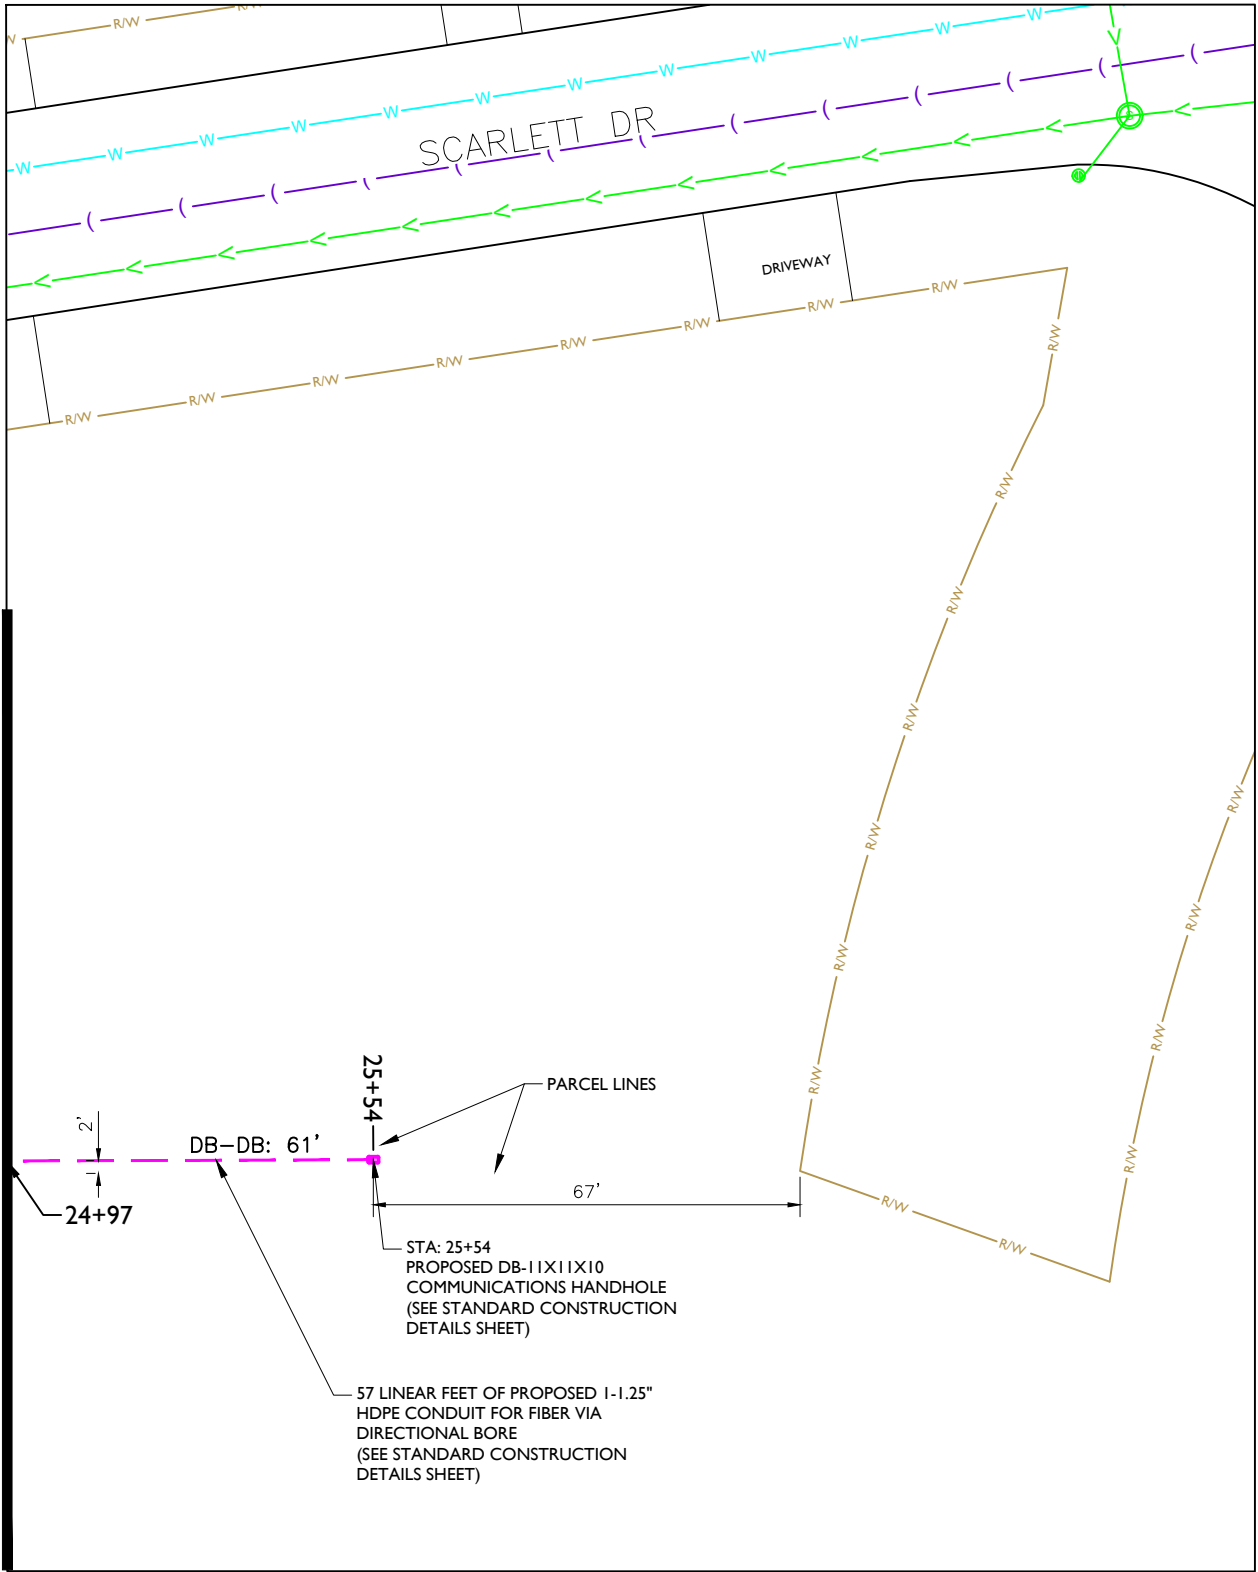 R/W
R/W
R/W
W W W W W W W W W W W W
SCARLETT DR
S
DRIVEWAY
R/W R/W R/W R/W R/W R/W R/W R/W
R/W
R/W
R/W
R/W
R/W
R/W
R/W
R/W
R/W
R/W
R/W
R/W
R/W
R/W
25+54
PARCEL LINES
2'
DB-DB: 61'
24+97
67'
STA: 25+54
PROPOSED DB-11X11X10
COMMUNICATIONS HANDHOLE
(SEE STANDARD CONSTRUCTION
DETAILS SHEET)
57 LINEAR FEET OF PROPOSED 1-1.25"
HDPE CONDUIT FOR FIBER VIA
DIRECTIONAL BORE
(SEE STANDARD CONSTRUCTION
DETAILS SHEET)